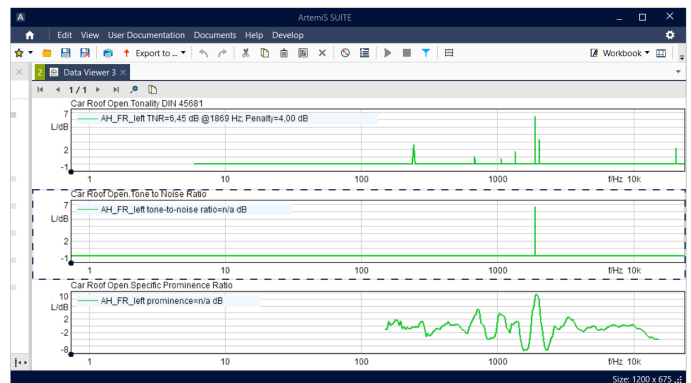 A ArtemiS SUITE
Edit View User Documentation Documents Help Develop
Export to ... Workbook
2 Data Viewer 3
1 / 1
Car Roof Open.Tonality DIN 45681
7
L/dB
2
-1
AH_FR_left TNR=6,45 dB @1869 Hz; Penalty=4,00 dB
1 10 100 1000 f/Hz 10k
Car Roof Open.Tone to Noise Ratio
7
L/dB
2
-1
AH_FR_left tone-to-noise ratio=n/a dB
1 10 100 1000 f/Hz 10k
Car Roof Open.Specific Prominence Ratio
10
L/dB
2
-2
-8
AH_FR_left prominence=n/a dB
1 10 100 1000 f/Hz 10k
Size: 1200 x 675